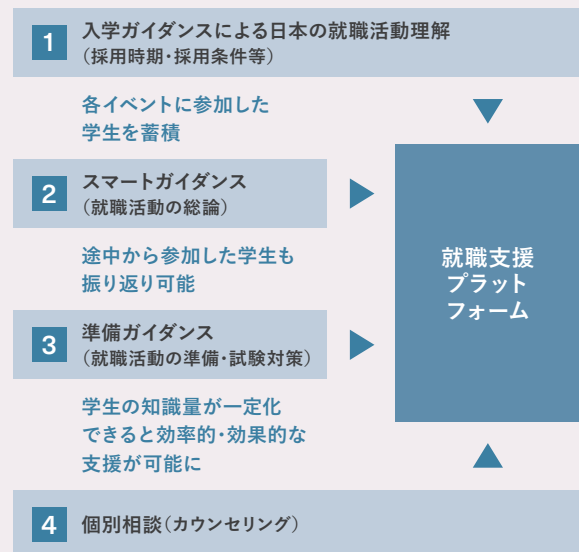 1 入学ガイダンスによる日本の就職活動理解
（採用時期・採用条件等）
各イベントに参加した
学生を蓄積
2 スマートガイダンス
（就職活動の総論）
途中から参加した学生も
振り返り可能
3 準備ガイダンス
（就職活動の準備・試験対策）
学生の知識量が一定化
できると効率的・効果的な
支援が可能に
4 個別相談（カウンセリング）
就職支援
プラット
フォーム